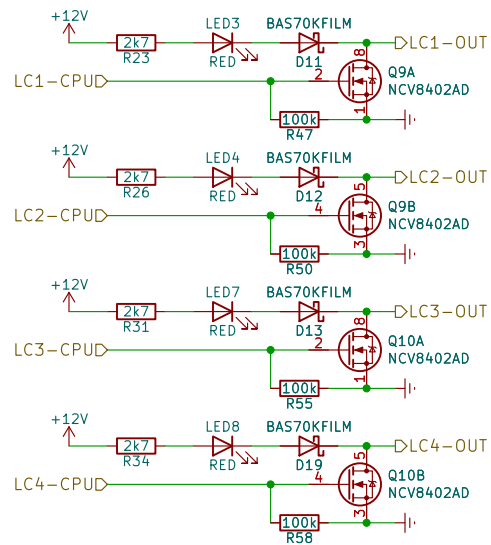 +12V
LED3
BAS70KFILM
2k7
R23
RED
D11
LC1-OUT
8
LC1-CPU
2
Q9A
NCV8402AD
1
100k
R47
+12V
LED4
BAS70KFILM
2k7
R26
RED
D12
LC2-OUT
5
LC2-CPU
4
Q9B
NCV8402AD
3
100k
R50
+12V
LED7
BAS70KFILM
2k7
R31
RED
D13
LC3-OUT
8
LC3-CPU
2
Q10A
NCV8402AD
1
100k
R55
+12V
LED8
BAS70KFILM
2k7
R34
RED
D19
LC4-OUT
5
LC4-CPU
4
Q10B
NCV8402AD
3
100k
R58